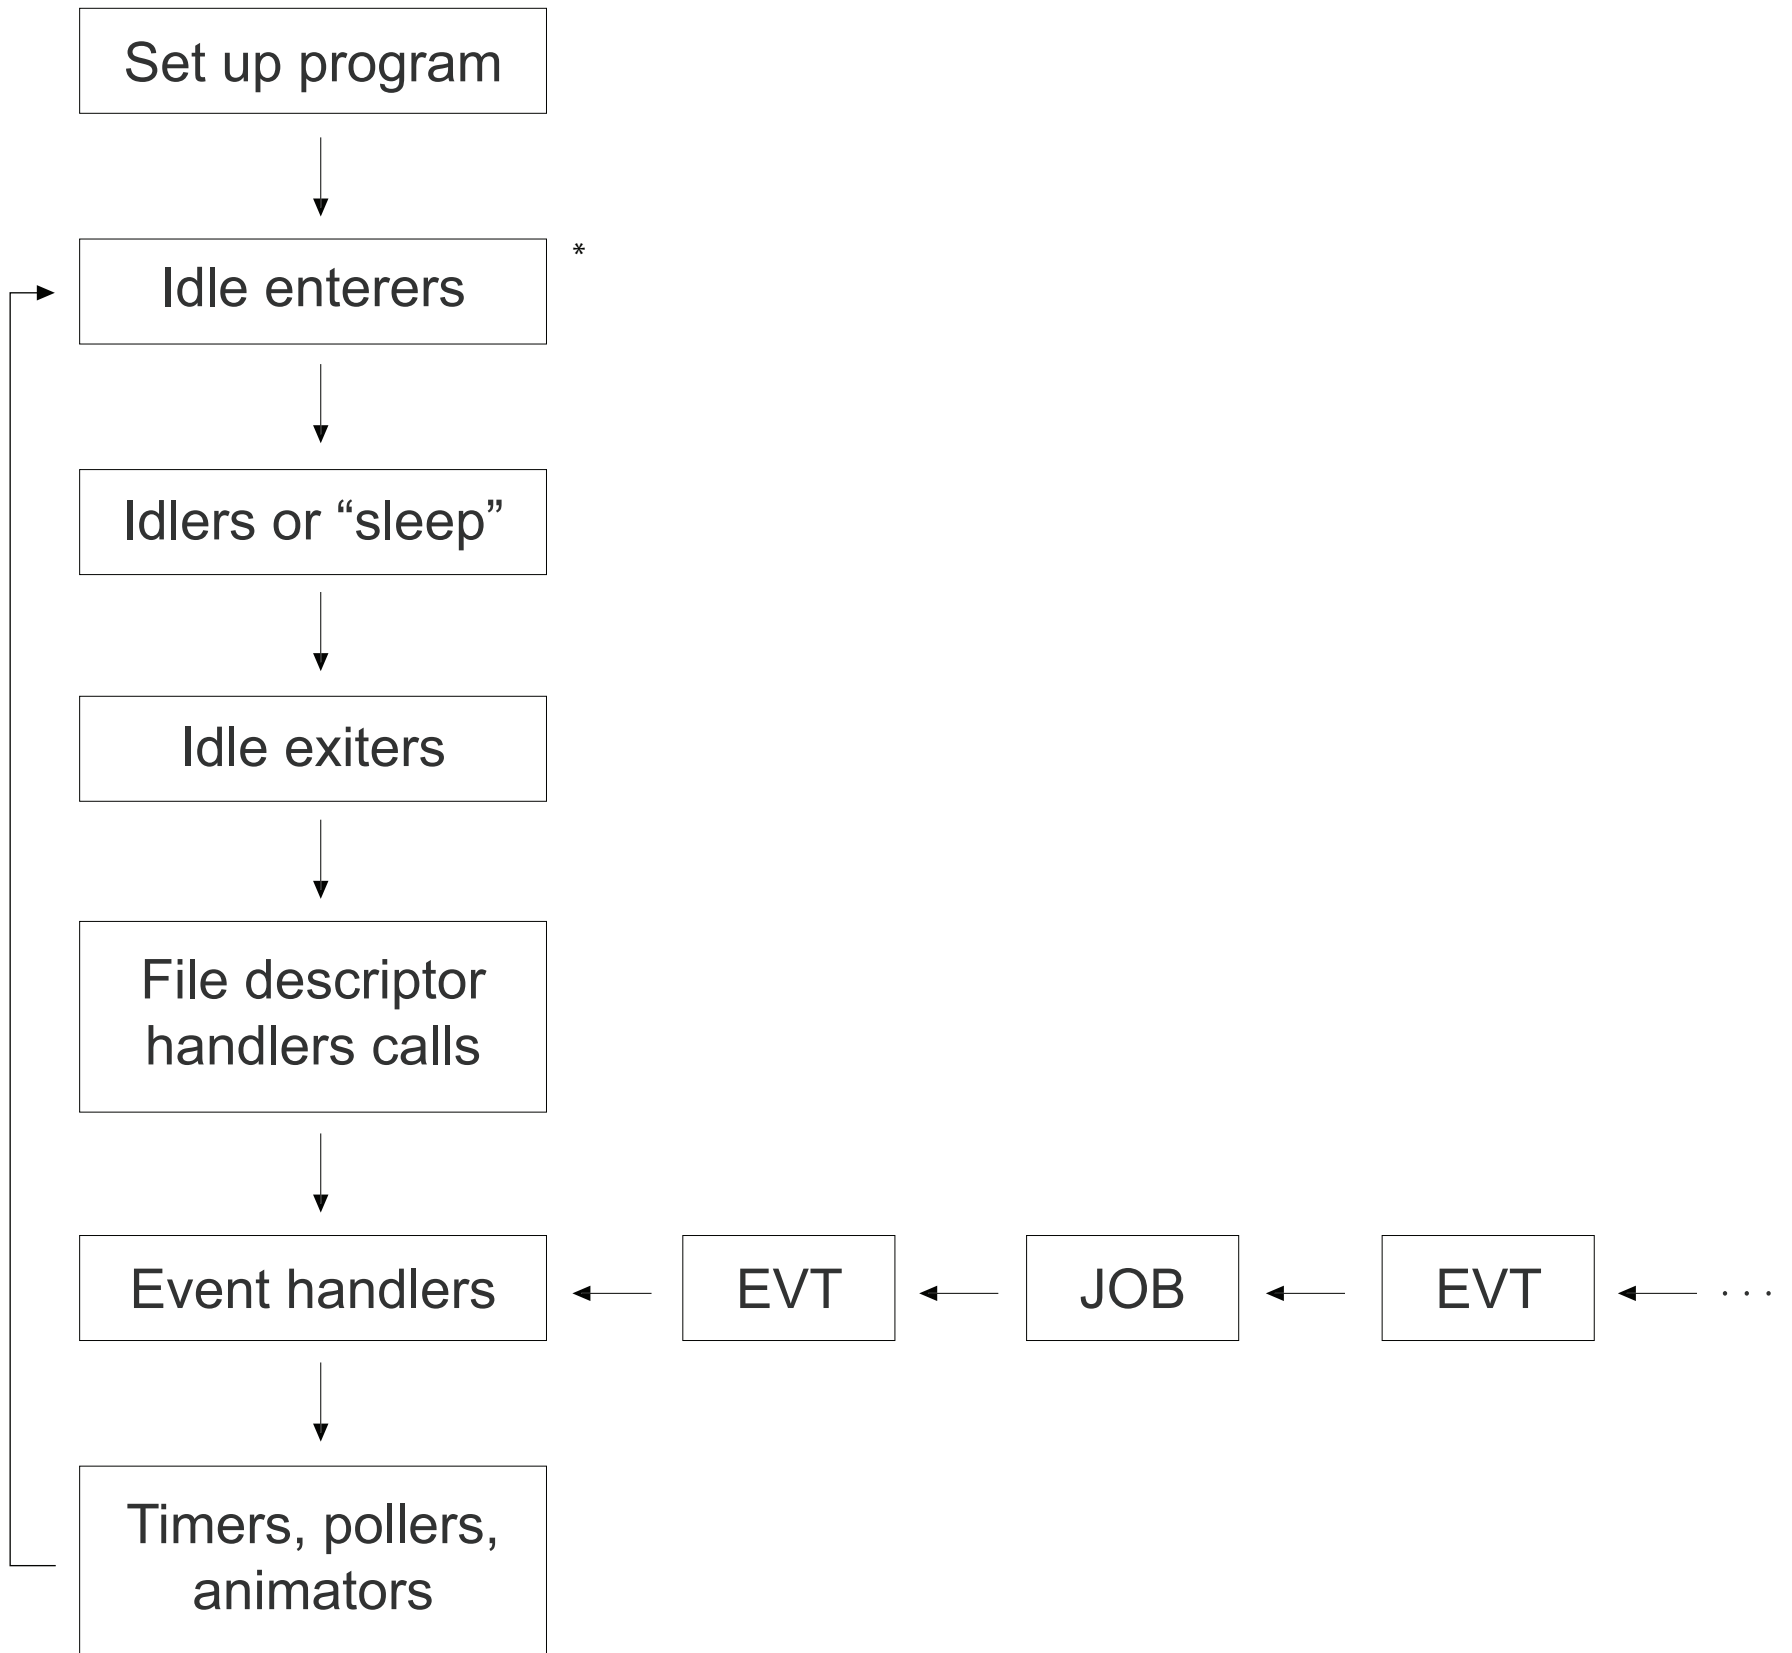 Set up program
Idle enterers
*
Idlers or “sleep”
Idle exiters
File descriptor
handlers calls
Event handlers
EVT
JOB
EVT
. . .
Timers, pollers,
animators